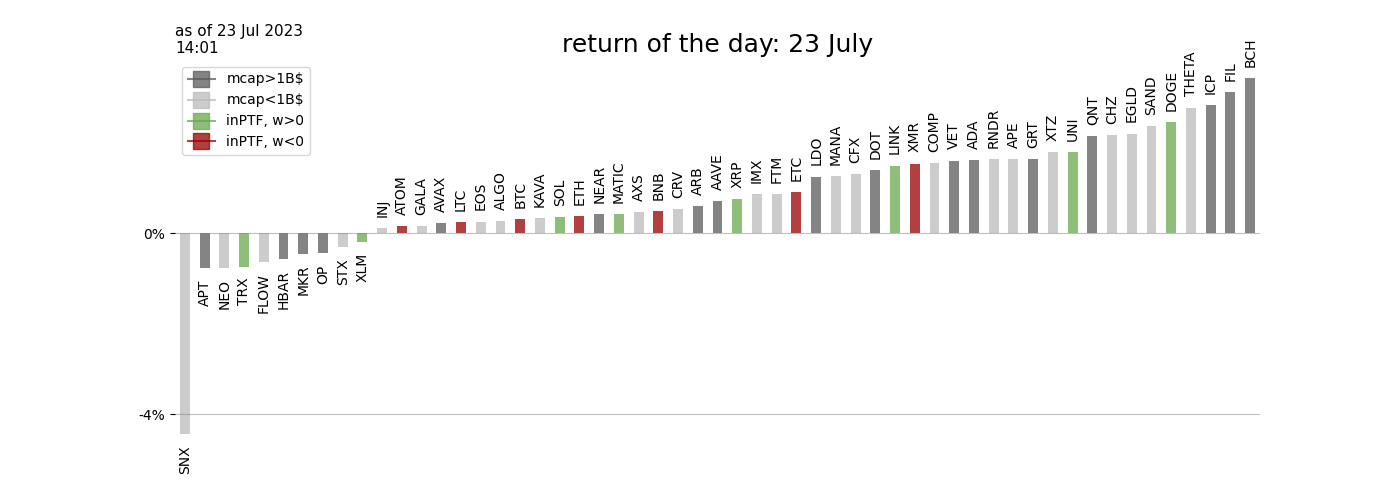 as of 23 Jul 2023
14:01
return of the day: 23 July
mcap>1B$
mcap<1B$
inPTF, w>0
inPTF, w<0
0%
-4%
SNX
APT
NEO
TRX
FLOW
HBAR
MKR
OP
STX
XLM
INJ
ATOM
GALA
AVAX
LTC
EOS
ALGO
BTC
KAVA
SOL
ETH
NEAR
MATIC
AXS
BNB
CRV
ARB
AAVE
XRP
IMX
FTM
ETC
LDO
MANA
CFX
DOT
LINK
XMR
COMP
VET
ADA
RNDR
APE
GRT
XTZ
UNI
QNT
CHZ
EGLD
SAND
DOGE
THETA
ICP
FIL
BCH